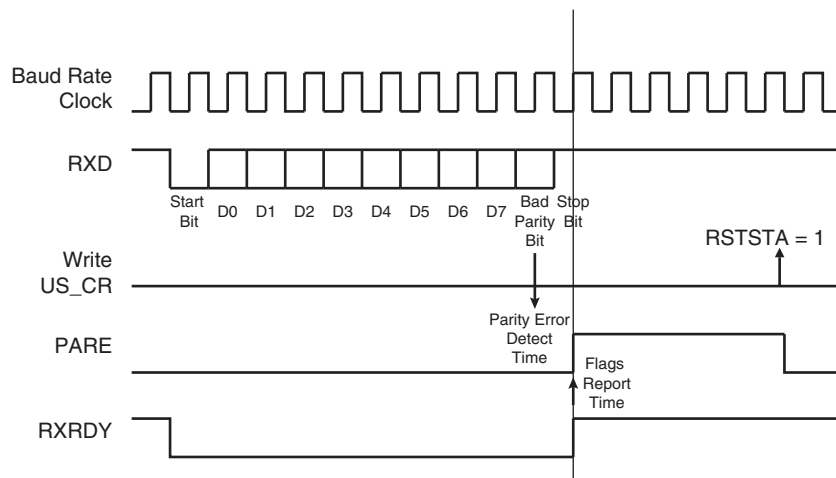 Baud Rate
Clock
RXD
Start
Bit
D0
D1
D2
D3
D4
D5
D6
D7
Bad
Parity
Bit
Stop
Bit
Write
US_CR
RSTSTA = 1
Parity Error
Detect
Time
PARE
Flags
Report
Time
RXRDY